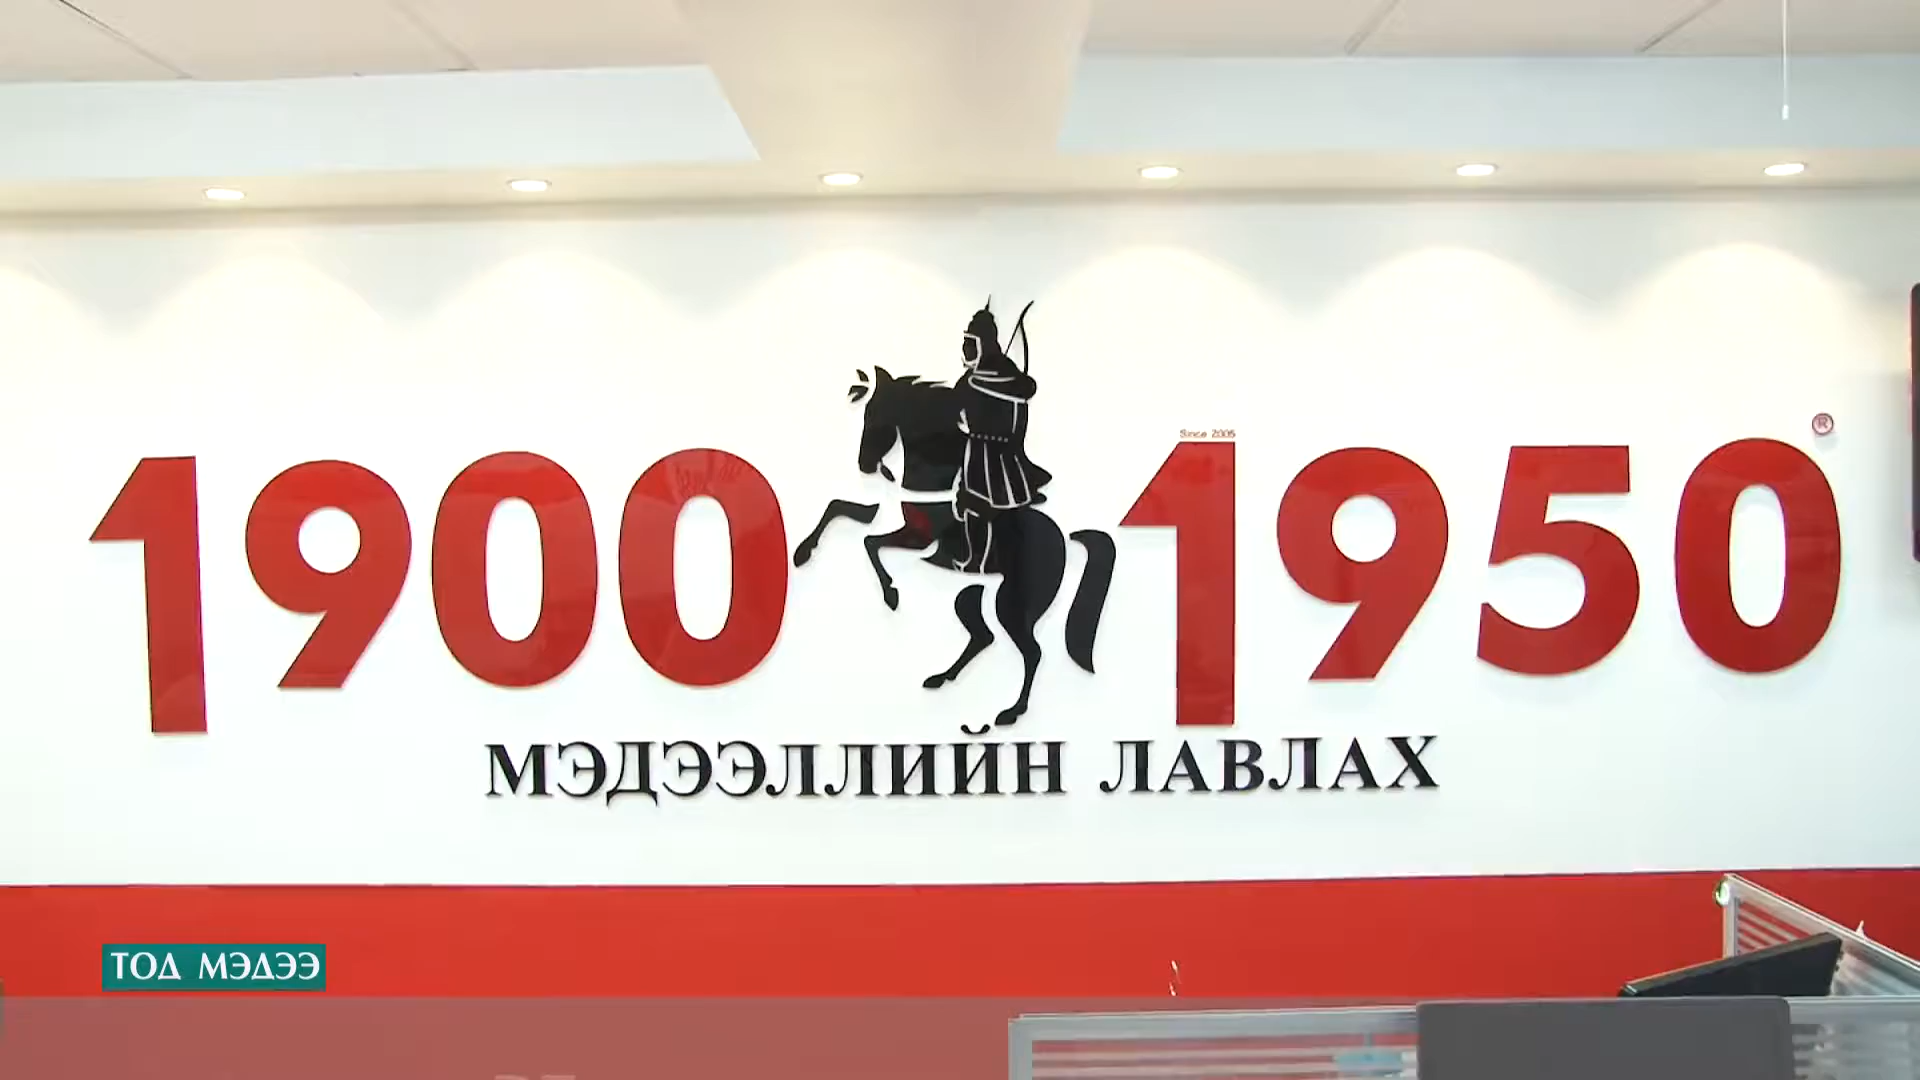 Since 2005
®
1900 1950
МЭДЭЭЛЛИЙН ЛАВЛАХ
ТОД МЭДЭЭ